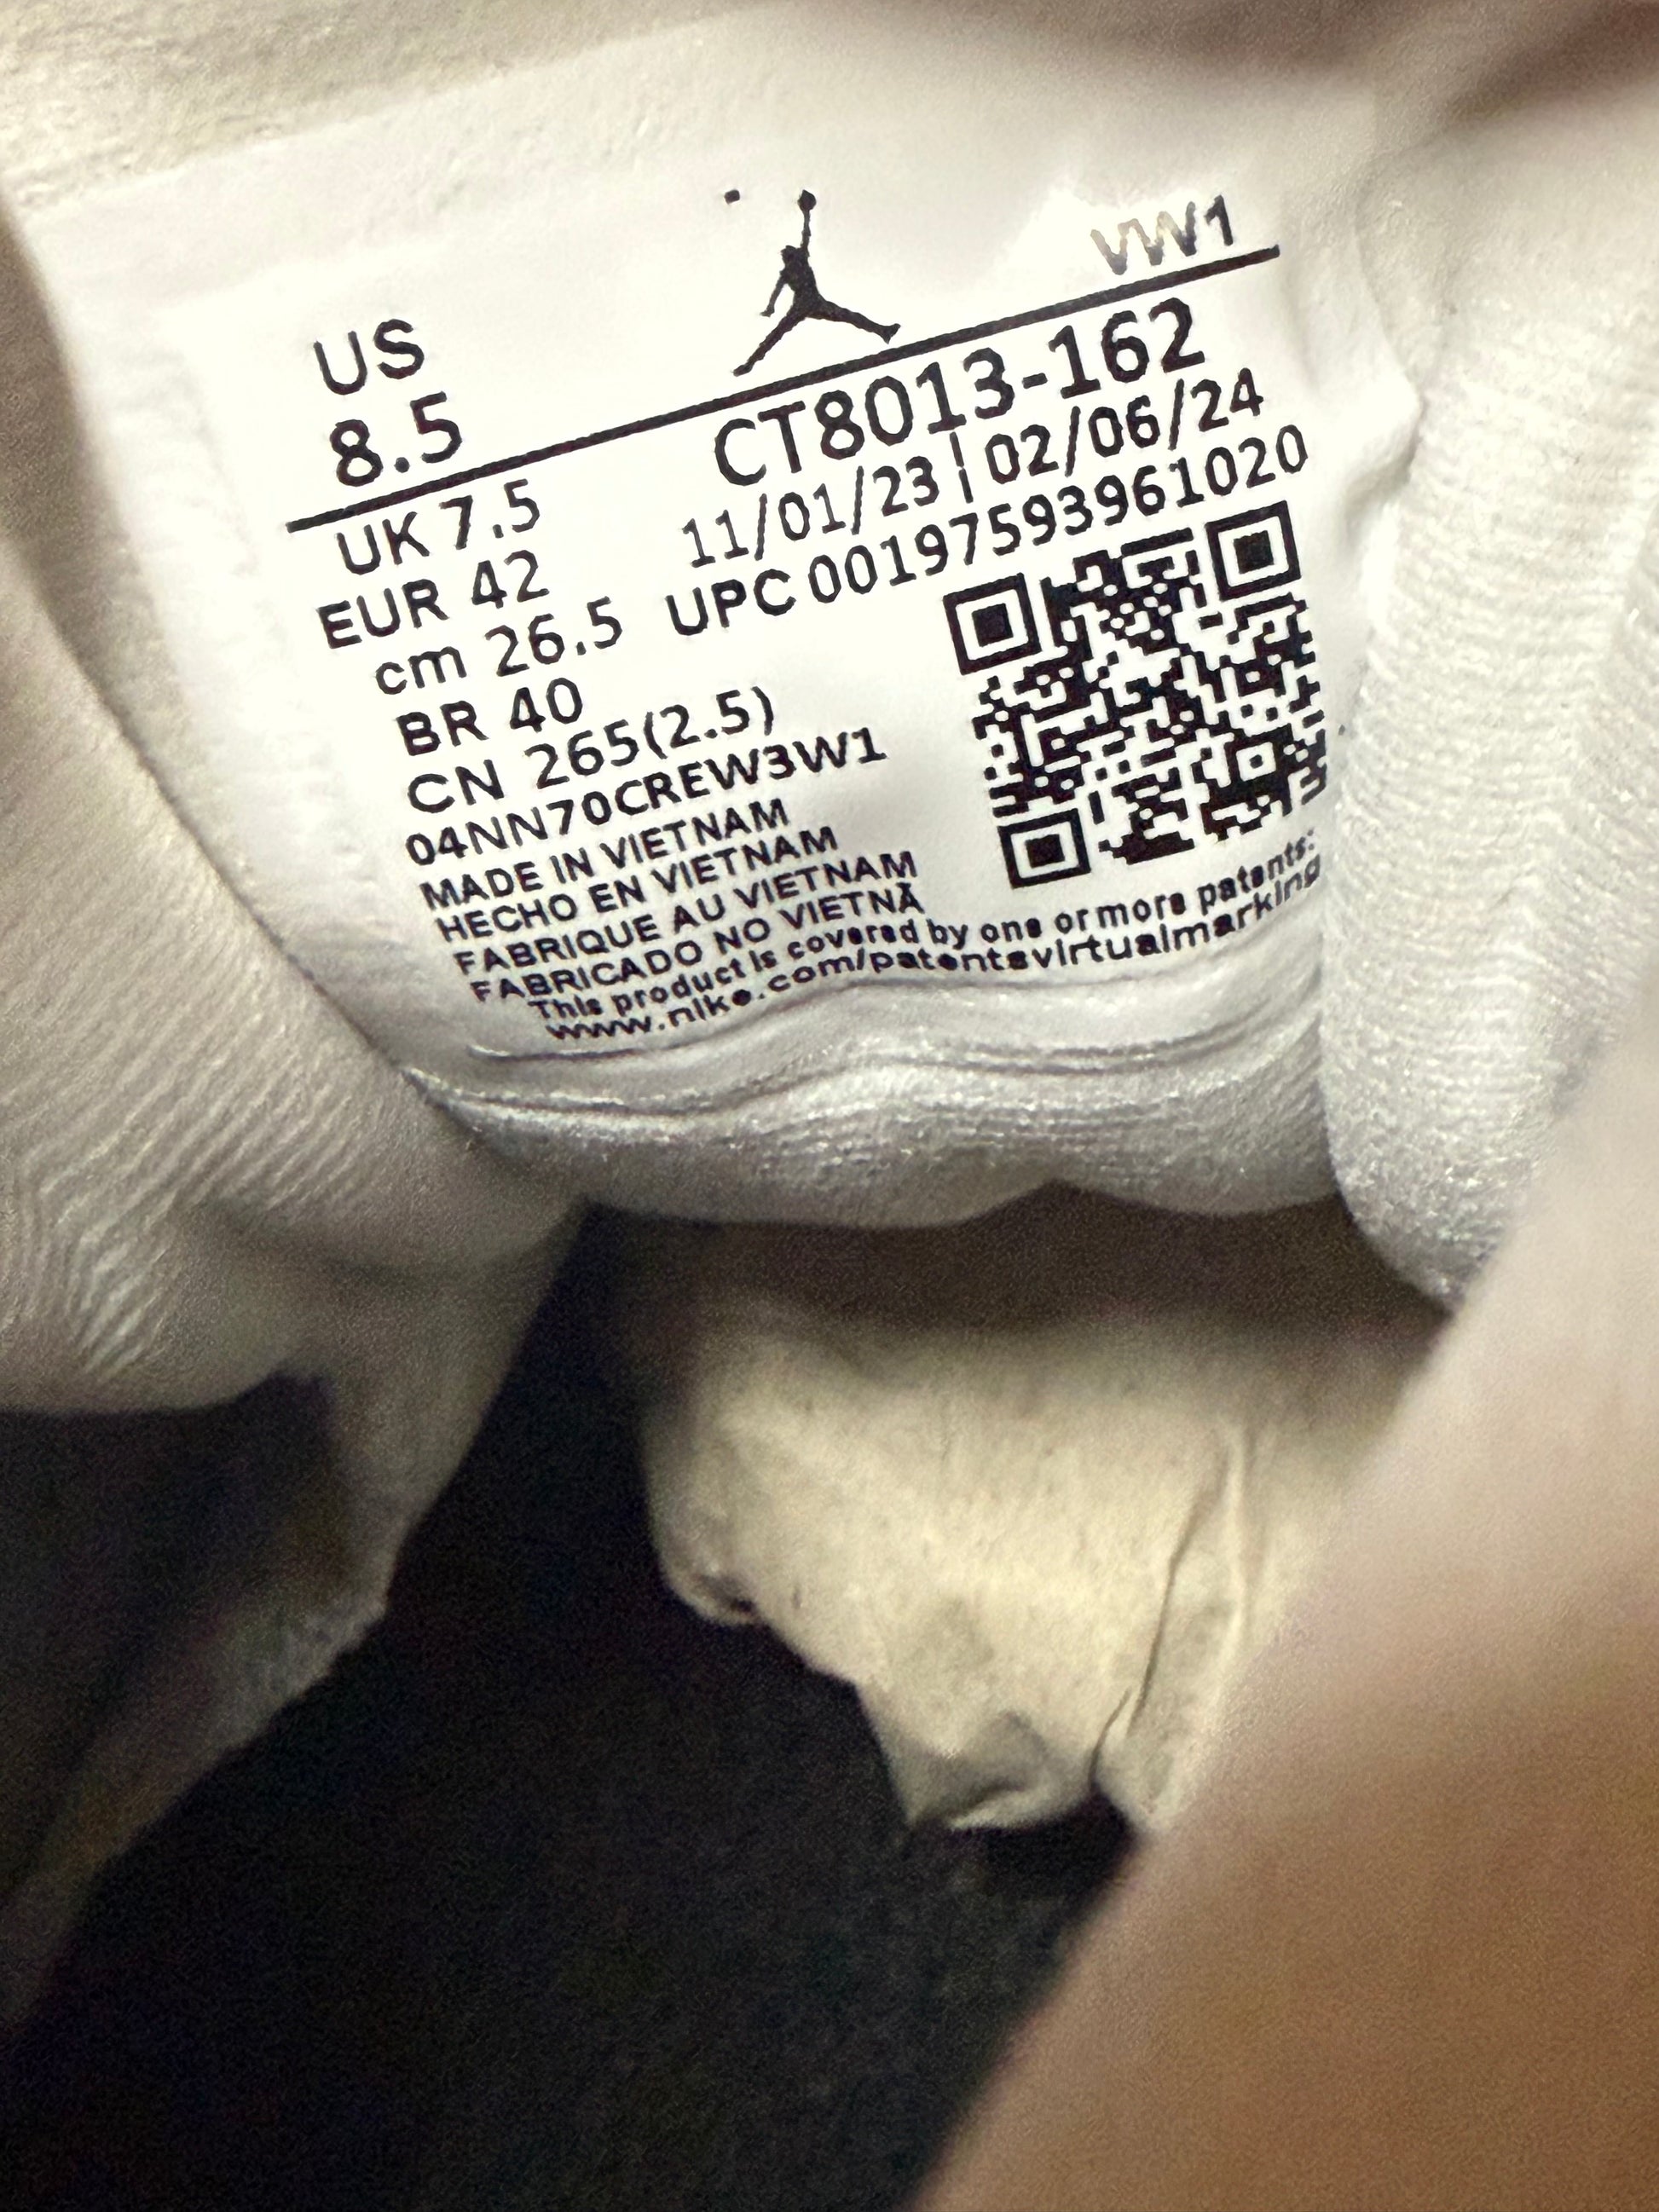 VW1
US
8.5
CT8013-162
11/01/23 | 02/06/24
UPC 00197593961020
UK 7.5
EUR 42
cm 26.5
BR 40
CN 265(2.5)
04NN70CREW3W1
MADE IN VIETNAM
HECHO EN VIETNAM
FABRIQUE AU VIETNAM
FABRICADO NO VIETNÃ
This product is covered by one or more patents:
www.nike.com/patentsvirtualmarking